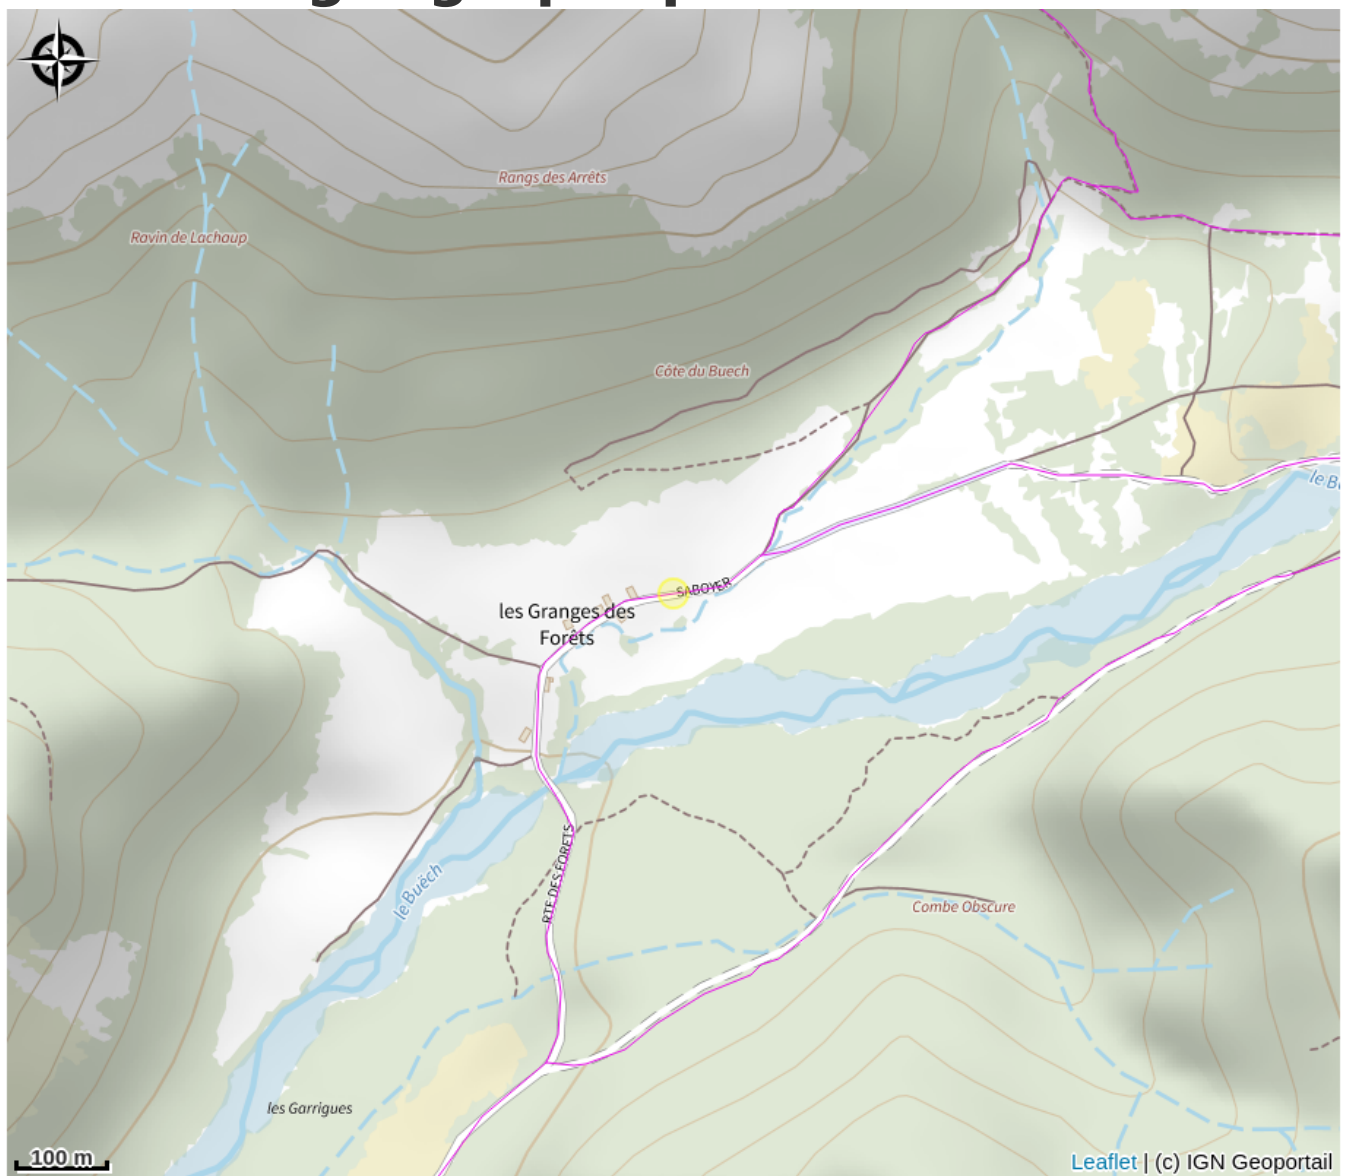 Rangs des Arrêts
Ravin de Lachaup
Côte du Buech
le B
SABOYER
les Granges des
Forêts
RTE DES FORETS
le Buëch
Combe Obscure
les Garrigues
100 m
Leaflet | (c) IGN Geoportail